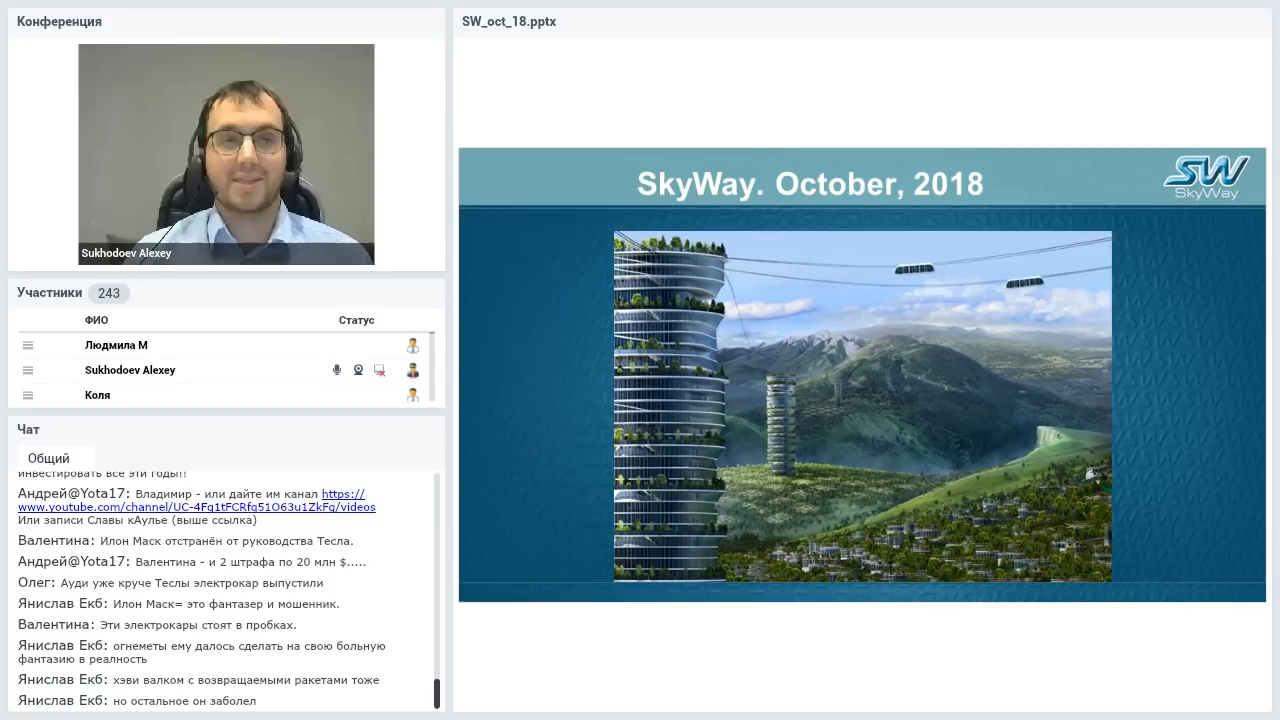 Конференция
Sukhodoev Alexey
Участники 243
ФИО Статус
Людмила М
Sukhodoev Alexey
Коля
Чат
Общий
инвестировать все эти годы!!
Андрей@Yota17: Владимир - или дайте им канал https://
www.youtube.com/channel/UC-4Fq1tFCRfq51O63u1ZkFg/videos
Или записи Славы кАулье (выше ссылка)
Валентина: Илон Маск отстранён от руководства Тесла.
Андрей@Yota17: Валентина - и 2 штрафа по 20 млн $.....
Олег: Ауди уже круче Теслы электрокар выпустили
Янислав Екб: Илон Маск= это фантазер и мошенник.
Валентина: Эти электрокары стоят в пробках.
Янислав Екб: огнеметы ему далось сделать на свою больную
фантазию в реалность
Янислав Екб: хэви валком с возвращаемыми ракетами тоже
Янислав Екб: но остальное он заболел
SW_oct_18.pptx
SkyWay. October, 2018
SW
SkyWay